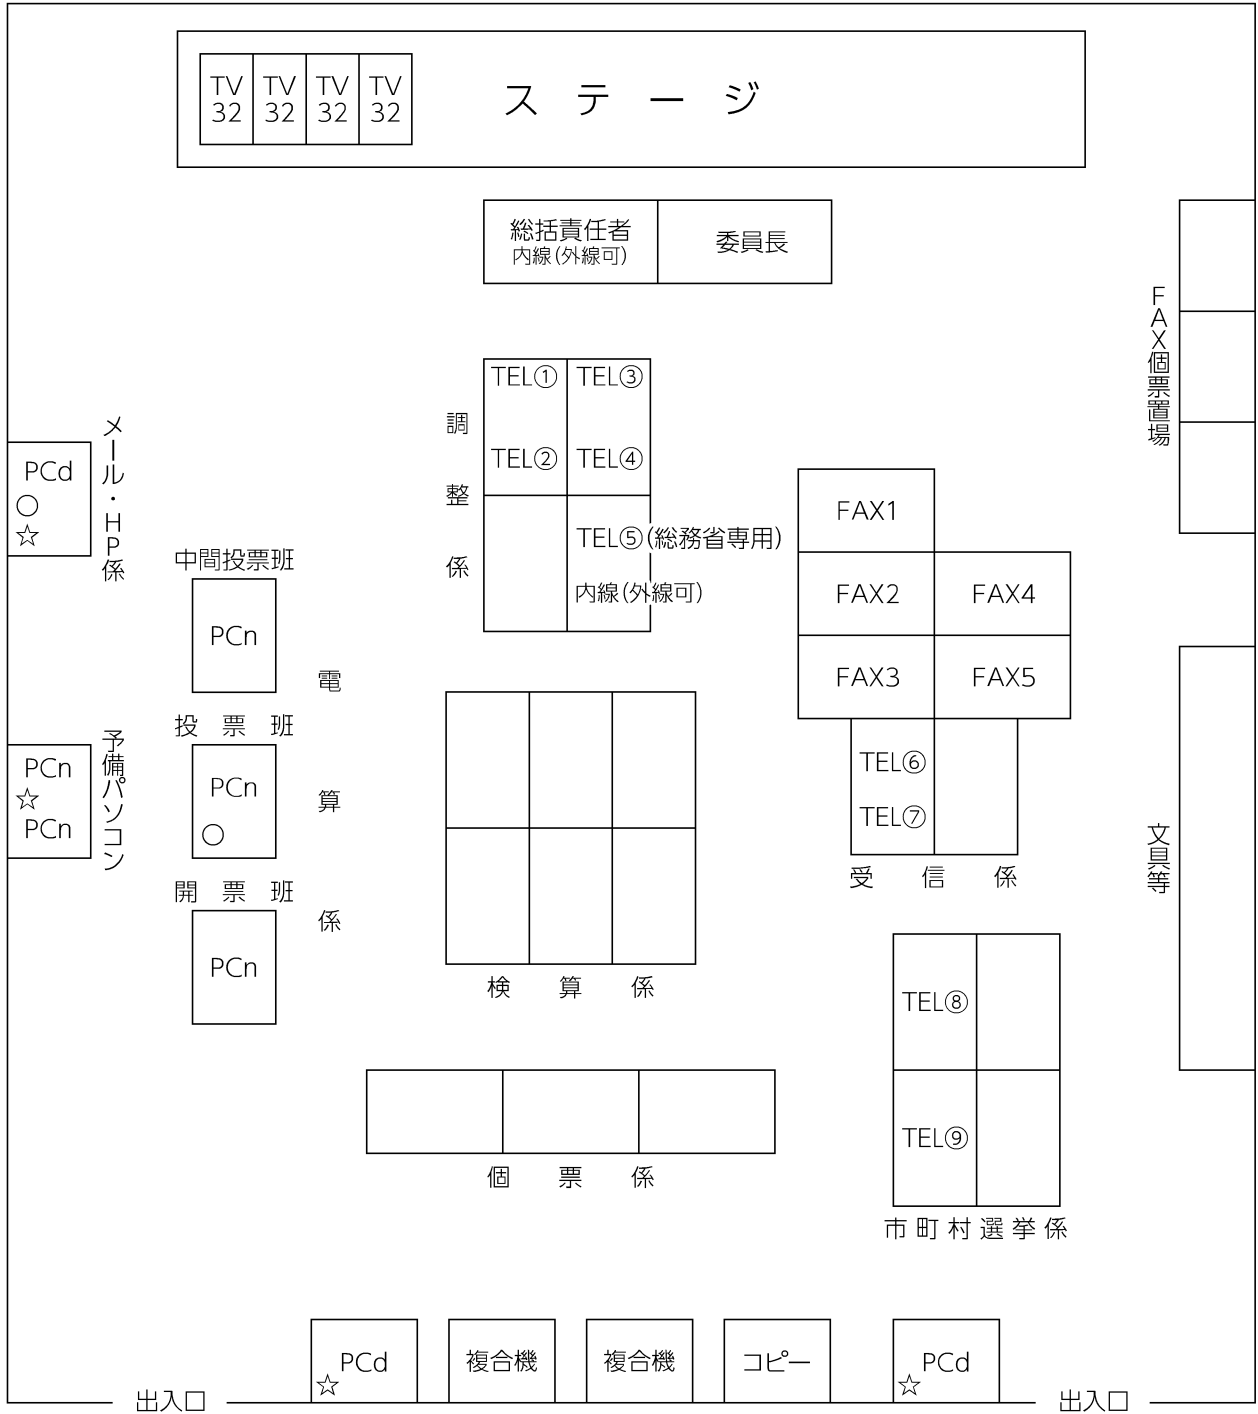 TV 32
TV 32
TV 32
TV 32
ステージ
総括責任者
内線(外線可)
委員長
FAX個票置場
調整係
TEL①
TEL③
TEL②
TEL④
TEL⑤(総務省専用)
内線(外線可)
メール・HP係
PCd
○
☆
FAX1
FAX2
FAX4
FAX3
FAX5
TEL⑥
TEL⑦
受信係
中間投票班
PCn
電算係
投票班
PCn
○
開票班
PCn
予備パソコン
PCn
☆
PCn
検算係
文具等
TEL⑧
TEL⑨
市町村選挙係
個票係
PCd
☆
複合機
複合機
コピー
PCd
☆
出入口
出入口